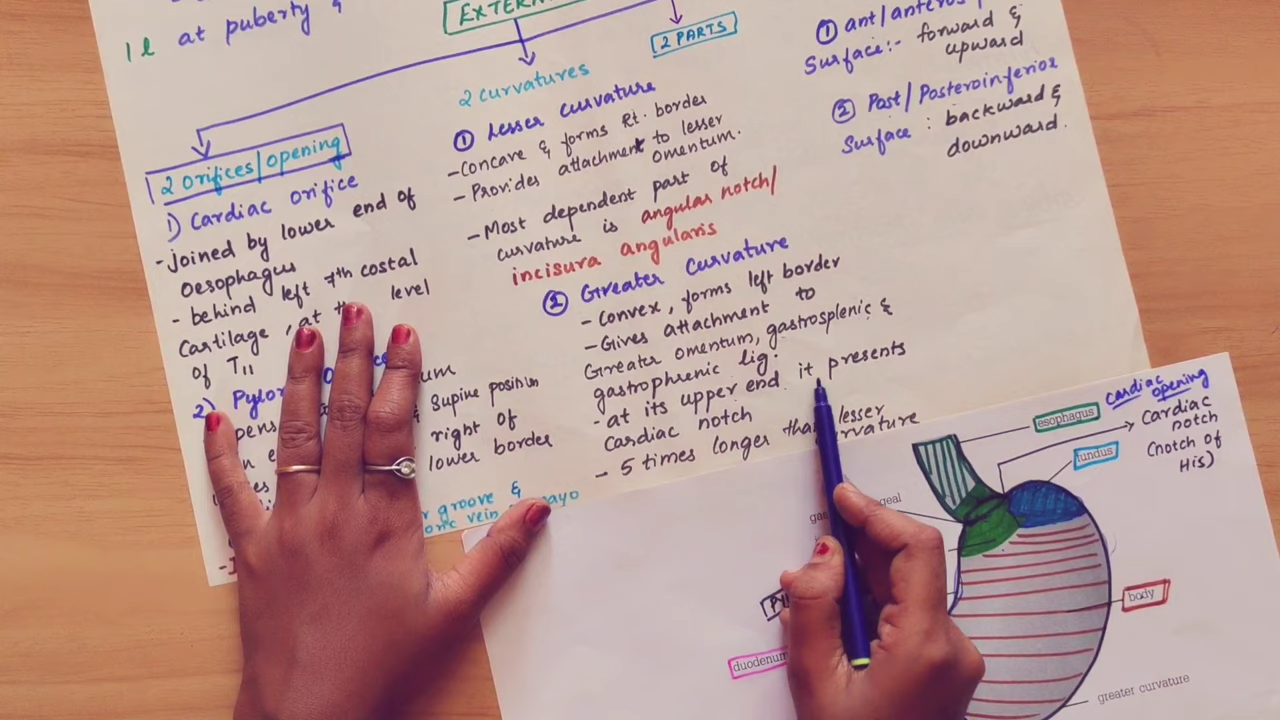 1 l at puberty &
EXTERN
2 PARTS
2 Orifices/opening
1) Cardiac orifice
- joined by lower end of
oesophagus
- behind left 7th costal
Cartilage, at level
of T11
2)
Supine position
right of
lower border
groove &
vein
2 curvatures
① Lesser curvature
- Concave & forms Rt. border
- Provides attachment to lesser
omentum.
- Most dependent part of
curvature is angular notch/
incisura angularis
② Greater Curvature
- Convex, forms left border
- Gives attachment to
Greater omentum, gastrosplenic &
gastrophrenic lig.
- at its upper end it presents
Cardiac notch
- 5 times longer than lesser
curvature
① ant/anteros
Surface:- forward &
upward
② Post/Posteroinferior
Surface : backward &
downward.
cardiac
opening
esophagus
Cardiac
notch
(notch of
His)
fundus
body
duodenum
greater curvature